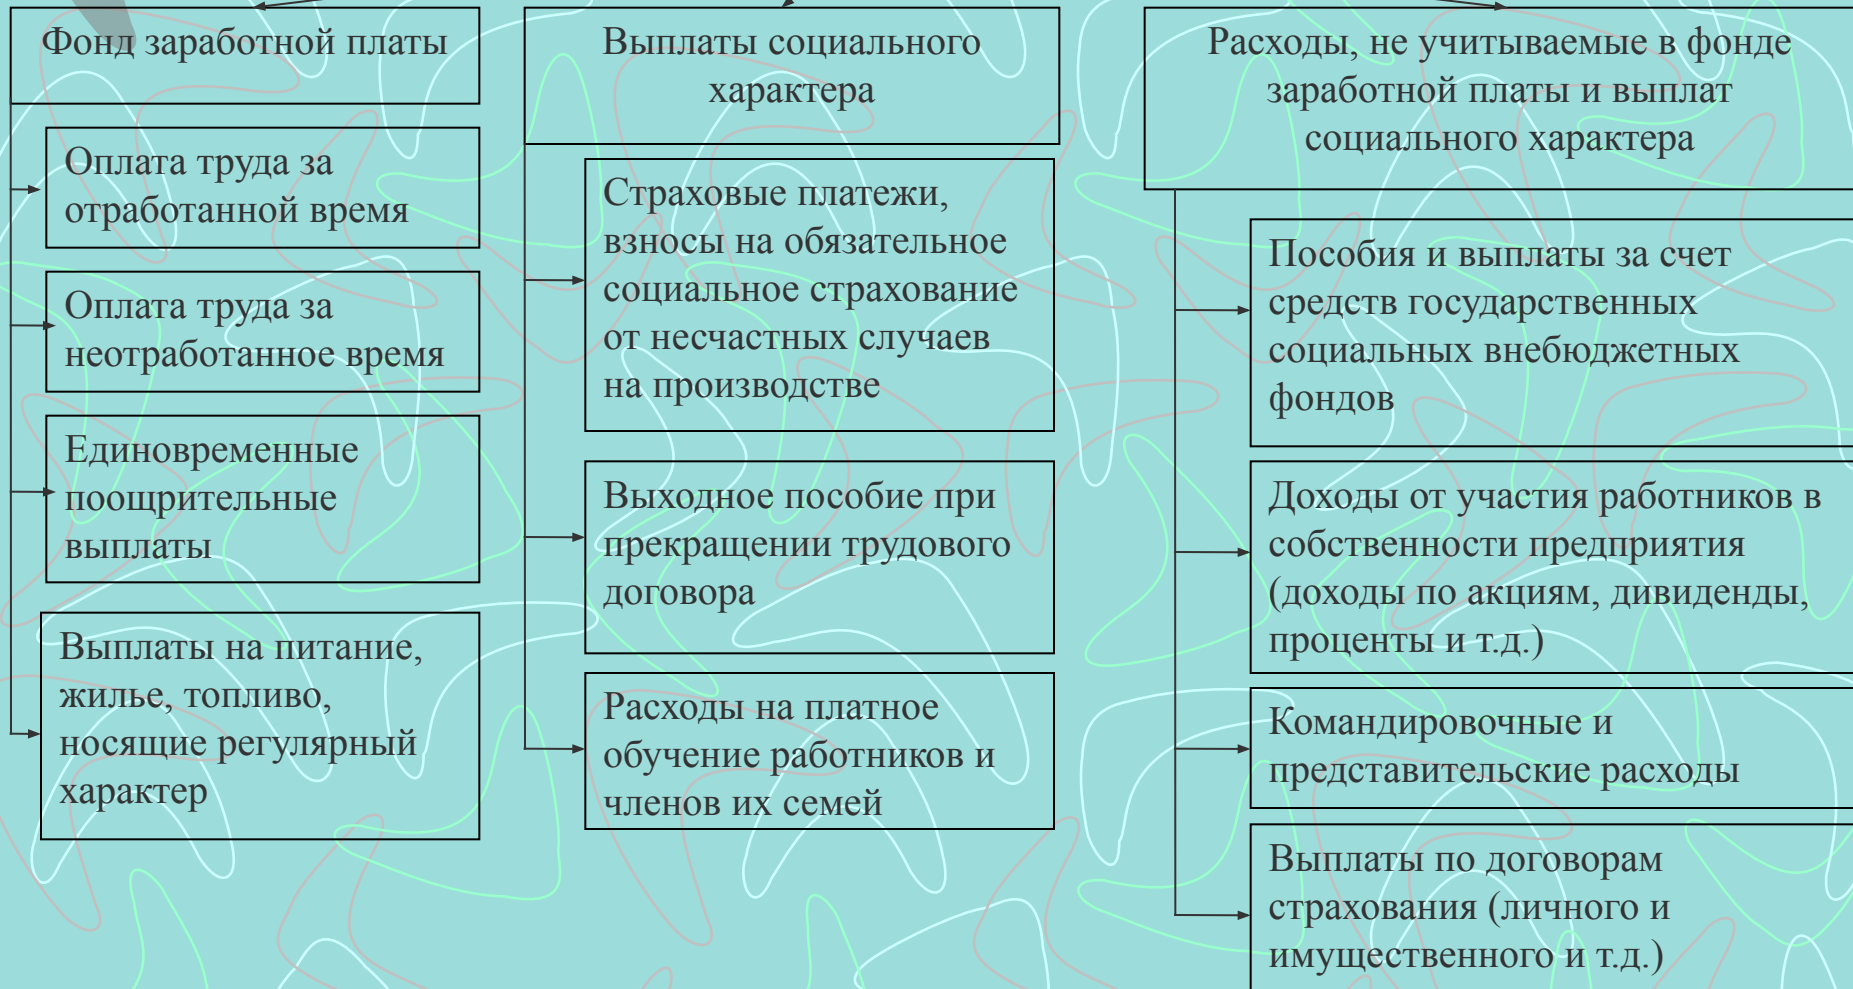 Фонд заработной платы
Оплата труда за
отработанной время
Оплата труда за
неотработанное время
Единовременные
поощрительные
выплаты
Выплаты на питание,
жилье, топливо,
носящие регулярный
характер
Выплаты социального
характера
Страховые платежи,
взносы на обязательное
социальное страхование
от несчастных случаев
на производстве
Выходное пособие при
прекращении трудового
договора
Расходы на платное
обучение работников и
членов их семей
Расходы, не учитываемые в фонде
заработной платы и выплат
социального характера
Пособия и выплаты за счет
средств государственных
социальных внебюджетных
фондов
Доходы от участия работников в
собственности предприятия
(доходы по акциям, дивиденды,
проценты и т.д.)
Командировочные и
представительские расходы
Выплаты по договорам
страхования (личного и
имущественного и т.д.)